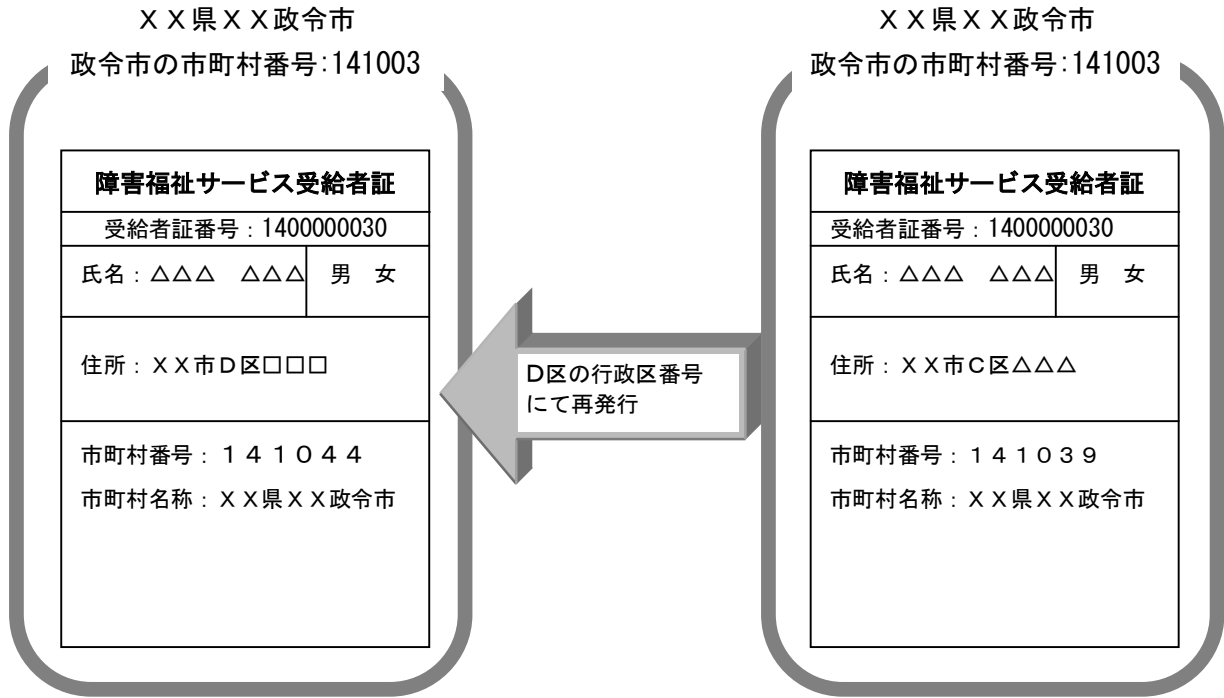 ＸＸ県ＸＸ政令市
政令市の市町村番号:141003
障害福祉サービス受給者証
受給者証番号：1400000030
氏名：△△△　△△△
男　女
住所：ＸＸ市Ｄ区□□□
市町村番号：１４１０４４
市町村名称：ＸＸ県ＸＸ政令市
D区の行政区番号
にて再発行
ＸＸ県ＸＸ政令市
政令市の市町村番号:141003
障害福祉サービス受給者証
受給者証番号：1400000030
氏名：△△△　△△△
男　女
住所：ＸＸ市Ｃ区△△△
市町村番号：１４１０３９
市町村名称：ＸＸ県ＸＸ政令市